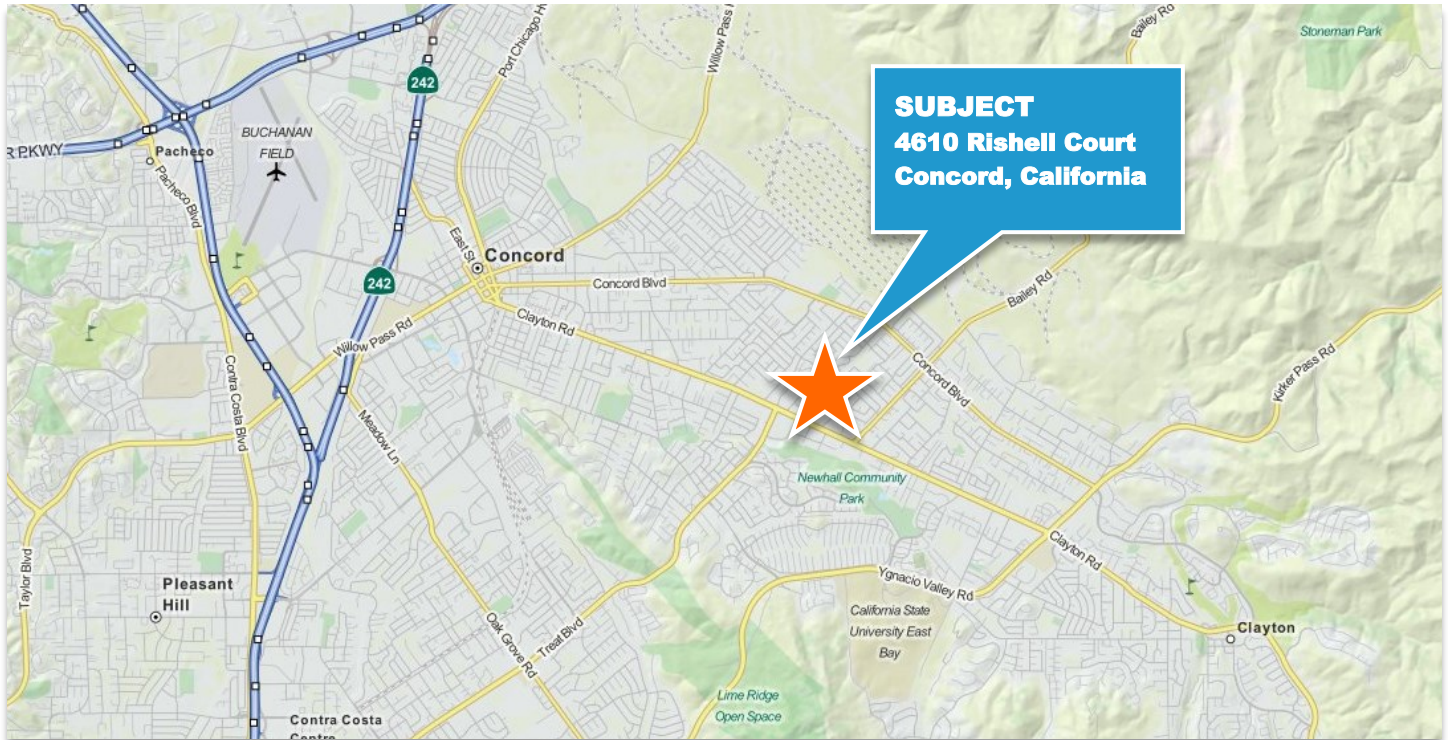 Stoneman Park
Bailey Rd
Willow Pass
Port Chicago
242
SUBJECT
4610 Rishell Court
Concord, California
BUCHANAN
FIELD
R PKWY
Pacheco
Pacheco Blvd
East St
Concord
242
Concord Blvd
Bailey Rd
Clayton Rd
Willow Pass Rd
Concord Blvd
Kirker Pass Rd
Contra Costa Blvd
Meadow Ln
Newhall Community
Park
Clayton Rd
Taylor Blvd
Pleasant
Hill
Ygnacio Valley Rd
California State
University East
Bay
Oak Grove Rd
Treat Blvd
Clayton
Lime Ridge
Open Space
Contra Costa
Centre